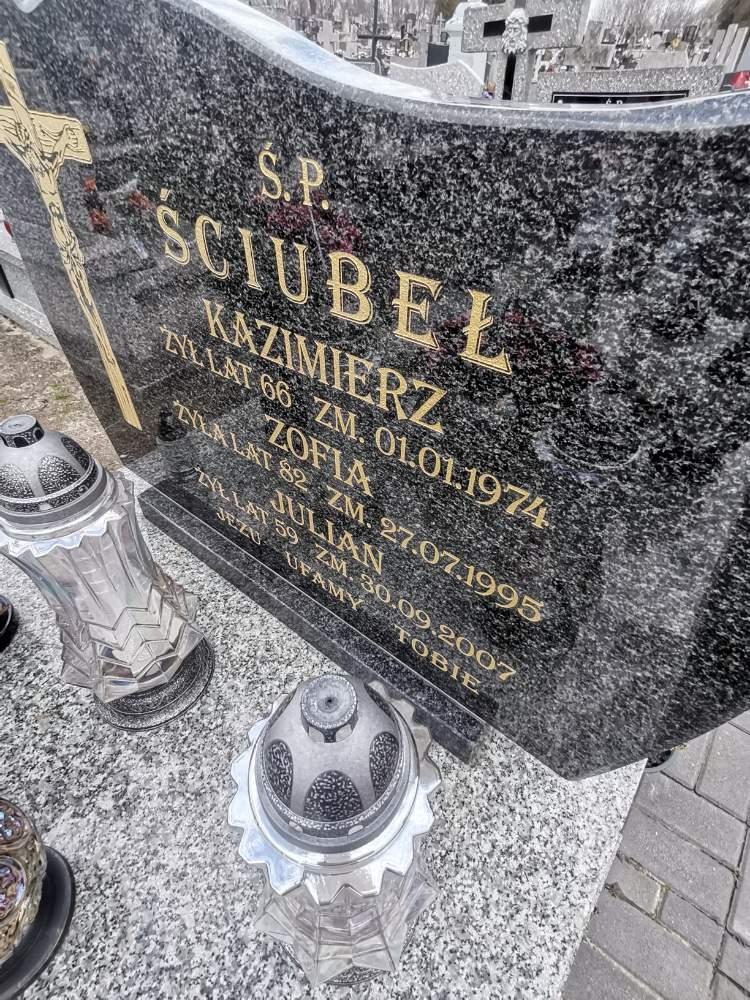 Ś.P.
ŚCIUBEŁ
KAZIMIERZ
ŻYŁ LAT 66 ZM. 01.01.1974
ZOFIA
ŻYŁA LAT 82 ZM. 27.07.1995
JULIAN
ŻYŁ LAT 59 ZM. 30.09.2007
JEZU UFAMY TOBIE